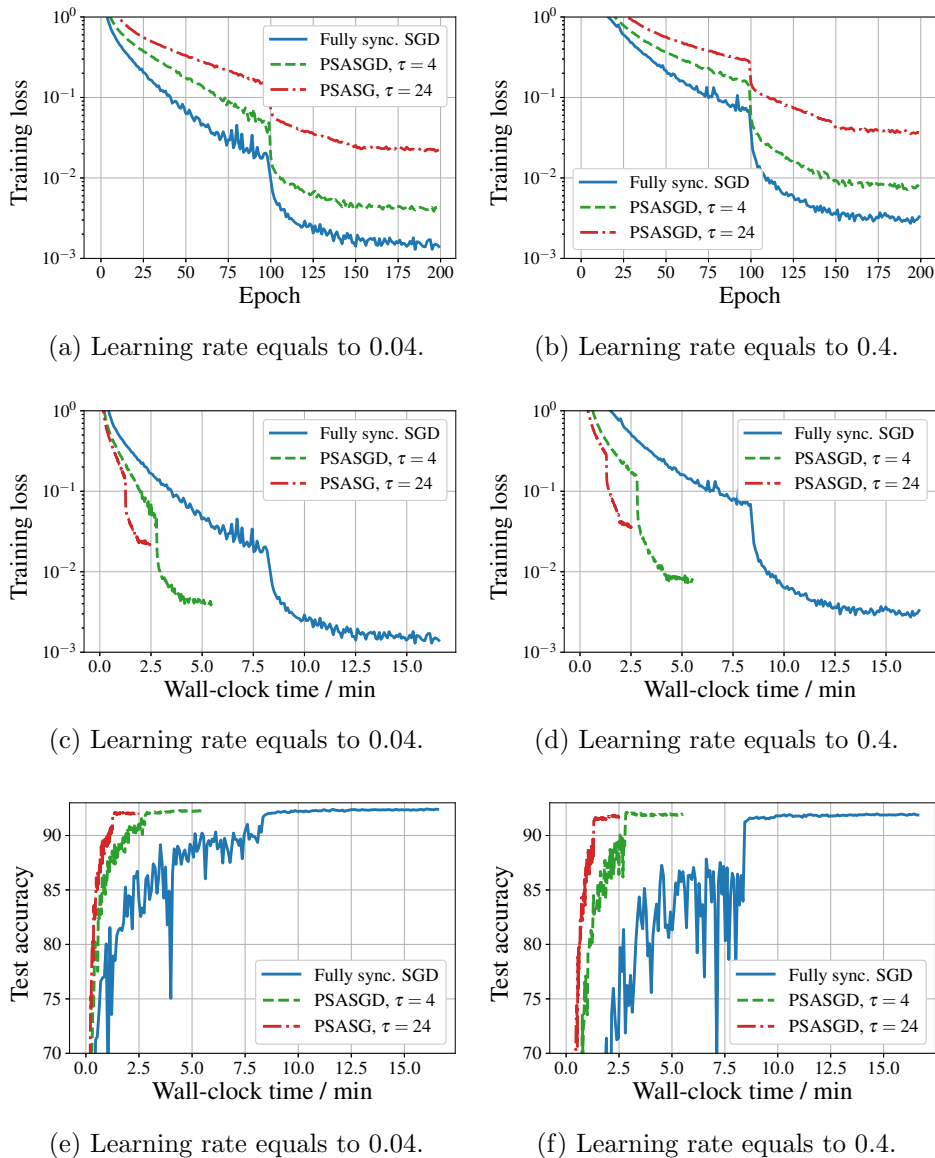 10⁰
10⁻¹
10⁻²
10⁻³
Training loss
0 25 50 75 100 125 150 175 200
Epoch
Fully sync. SGD
PSASGD, τ = 4
PSASG, τ = 24
(a) Learning rate equals to 0.04.
10⁰
10⁻¹
10⁻²
10⁻³
Training loss
0 25 50 75 100 125 150 175 200
Epoch
Fully sync. SGD
PSASGD, τ = 4
PSASGD, τ = 24
(b) Learning rate equals to 0.4.
10⁰
10⁻¹
10⁻²
10⁻³
Training loss
0.0 2.5 5.0 7.5 10.0 12.5 15.0
Wall-clock time / min
Fully sync. SGD
PSASGD, τ = 4
PSASG, τ = 24
(c) Learning rate equals to 0.04.
10⁰
10⁻¹
10⁻²
10⁻³
Training loss
0.0 2.5 5.0 7.5 10.0 12.5 15.0
Wall-clock time / min
Fully sync. SGD
PSASGD, τ = 4
PSASGD, τ = 24
(d) Learning rate equals to 0.4.
90
85
80
75
70
Test accuracy
0.0 2.5 5.0 7.5 10.0 12.5 15.0
Wall-clock time / min
Fully sync. SGD
PSASGD, τ = 4
PSASG, τ = 24
(e) Learning rate equals to 0.04.
90
85
80
75
70
Test accuracy
0.0 2.5 5.0 7.5 10.0 12.5 15.0
Wall-clock time / min
Fully sync. SGD
PSASGD, τ = 4
PSASGD, τ = 24
(f) Learning rate equals to 0.4.